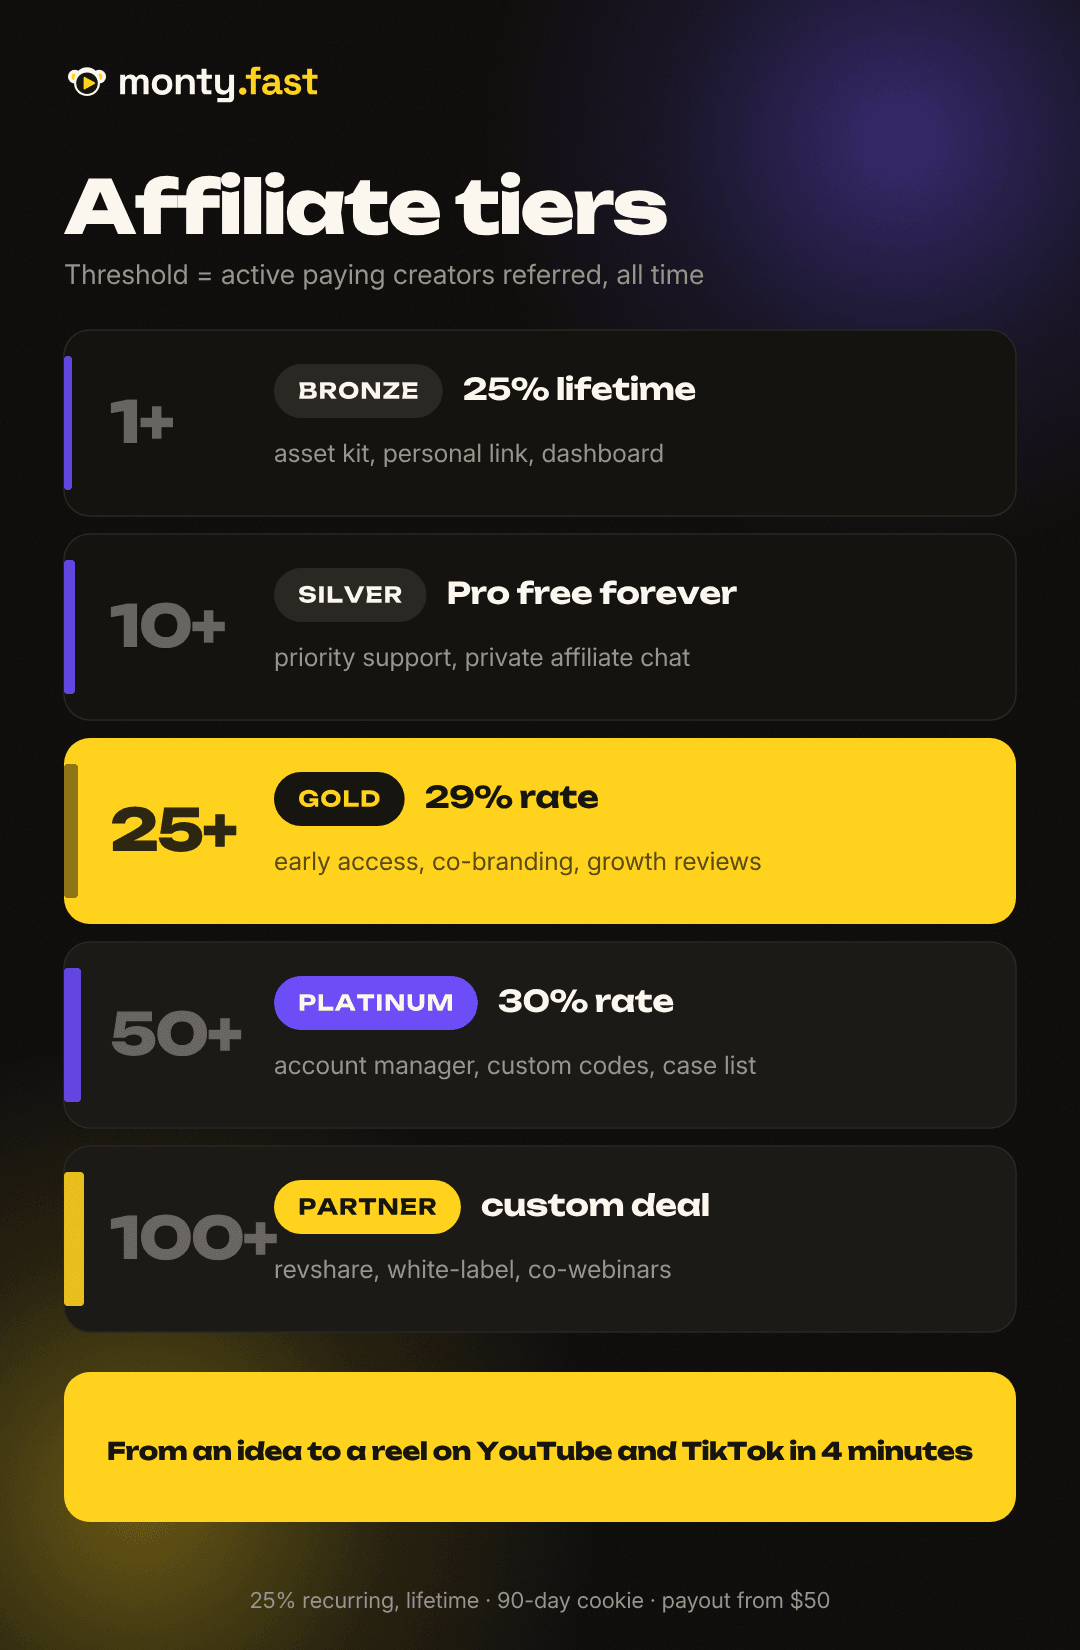 monty.fast
Affiliate tiers
Threshold = active paying creators referred, all time
1+
BRONZE 25% lifetime
asset kit, personal link, dashboard
10+
SILVER Pro free forever
priority support, private affiliate chat
25+
GOLD 29% rate
early access, co-branding, growth reviews
50+
PLATINUM 30% rate
account manager, custom codes, case list
100+
PARTNER custom deal
revshare, white-label, co-webinars
From an idea to a reel on YouTube and TikTok in 4 minutes
25% recurring, lifetime · 90-day cookie · payout from $50